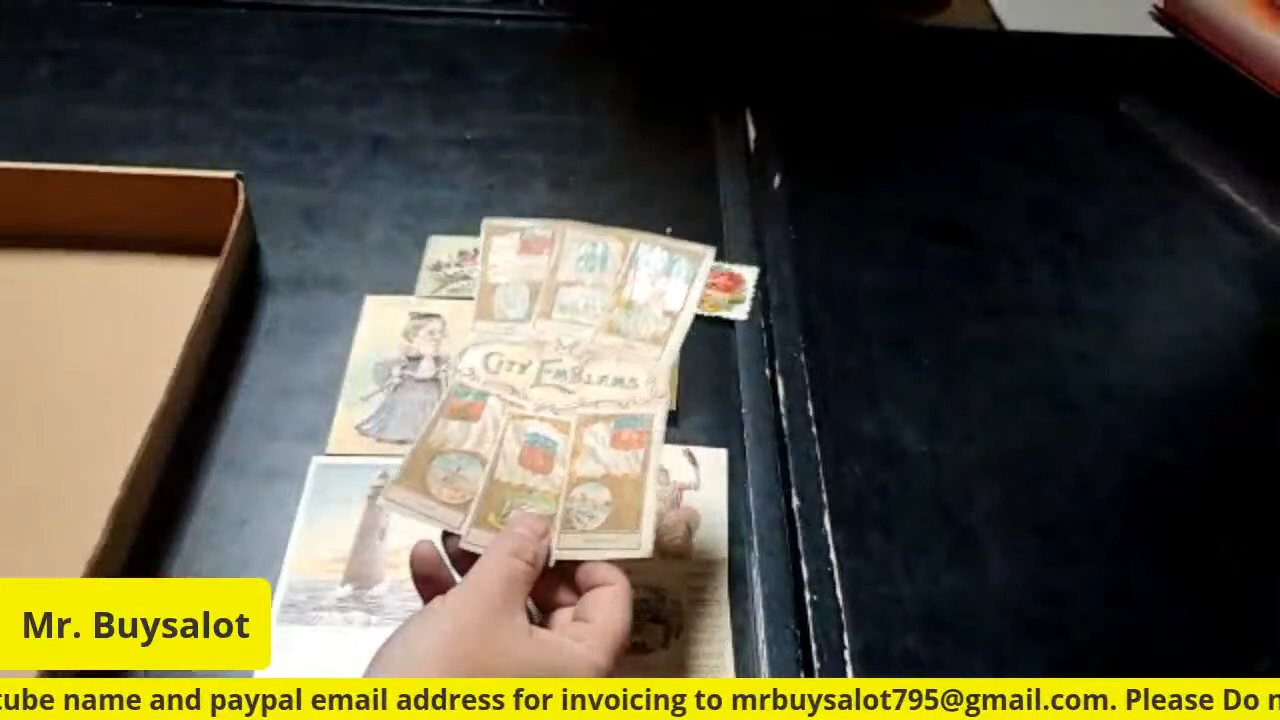 CITY EMBLEMS
Mr. Buysalot
tube name and paypal email address for invoicing to mrbuysalot795@gmail.com. Please Do n